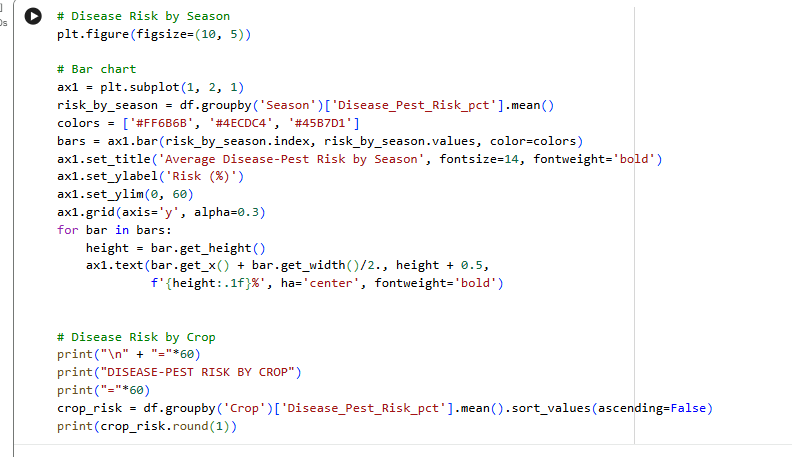 # Disease Risk by Season
plt.figure(figsize=(10, 5))
# Bar chart
ax1 = plt.subplot(1, 2, 1)
risk_by_season = df.groupby('Season')['Disease_Pest_Risk_pct'].mean()
colors = ['#FF6B6B', '#4ECDC4', '#45B7D1']
bars = ax1.bar(risk_by_season.index, risk_by_season.values, color=colors)
ax1.set_title('Average Disease-Pest Risk by Season', fontsize=14, fontweight='bold')
ax1.set_ylabel('Risk (%)')
ax1.set_ylim(0, 60)
ax1.grid(axis='y', alpha=0.3)
for bar in bars:
    height = bar.get_height()
    ax1.text(bar.get_x() + bar.get_width()/2., height + 0.5,
             f'{height:.1f}%', ha='center', fontweight='bold')
# Disease Risk by Crop
print("\n" + "="*60)
print("DISEASE-PEST RISK BY CROP")
print("="*60)
crop_risk = df.groupby('Crop')['Disease_Pest_Risk_pct'].mean().sort_values(ascending=False)
print(crop_risk.round(1))